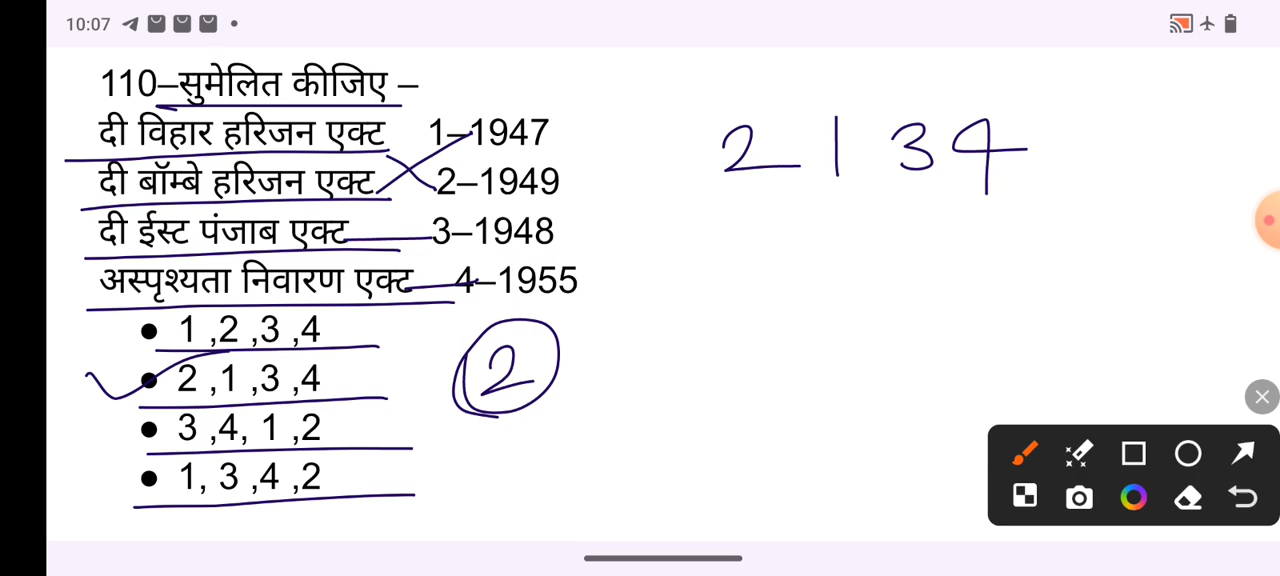 10:07
110–सुमेलित कीजिए –
दी विहार हरिजन एक्ट 1–1947
दी बॉम्बे हरिजन एक्ट 2–1949
दी ईस्ट पंजाब एक्ट 3–1948
अस्पृश्यता निवारण एक्ट 4–1955
● 1 ,2 ,3 ,4
● 2 ,1 ,3 ,4
● 3 ,4, 1 ,2
● 1, 3 ,4 ,2
2 1 3 4
2